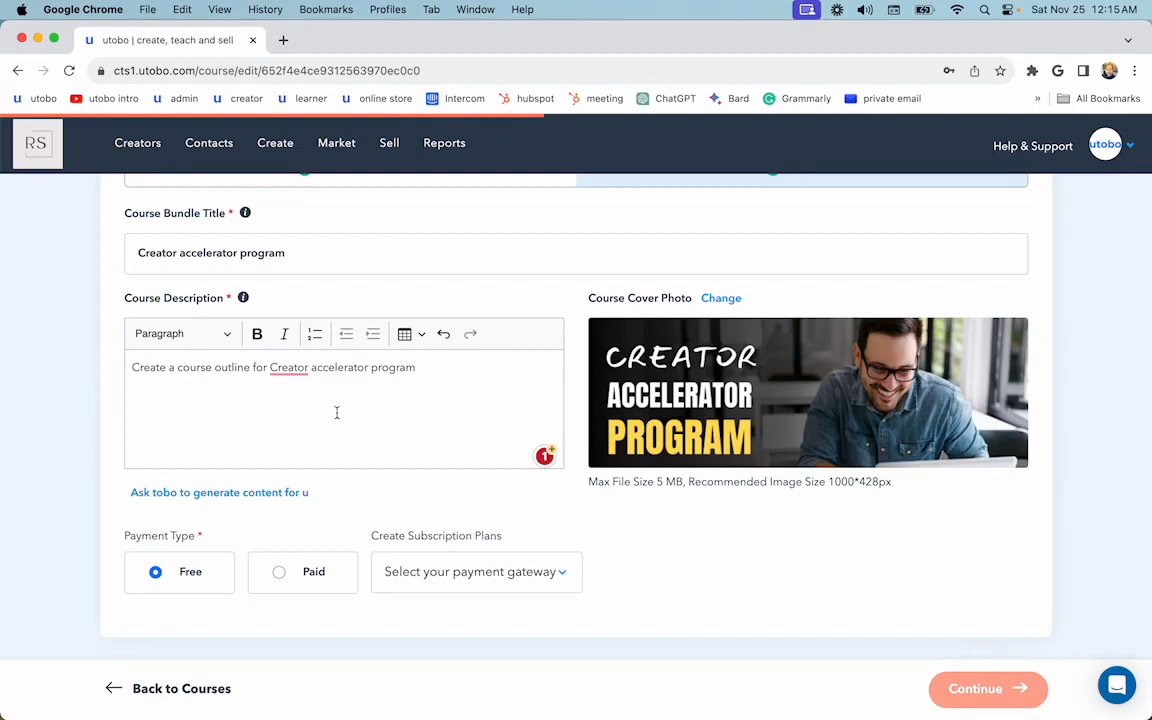 Google Chrome File Edit View History Bookmarks Profiles Tab Window Help Sat Nov 25 12:15 AM
u utobo | create, teach and sell
cts1.utobo.com/course/edit/652f4e4ce9312563970ec0c0
u utobo utobo intro u admin u creator u learner u online store Intercom hubspot meeting ChatGPT Bard Grammarly private email » All Bookmarks
RS Creators Contacts Create Market Sell Reports Help & Support utobo
Course Bundle Title *
Creator accelerator program
Course Description * Course Cover Photo Change
Paragraph B I
Create a course outline for Creator accelerator program
CREATOR
ACCELERATOR
PROGRAM
1
Max File Size 5 MB, Recommended Image Size 1000*428px
Ask tobo to generate content for u
Payment Type * Create Subscription Plans
Free Paid Select your payment gateway
Back to Courses Continue